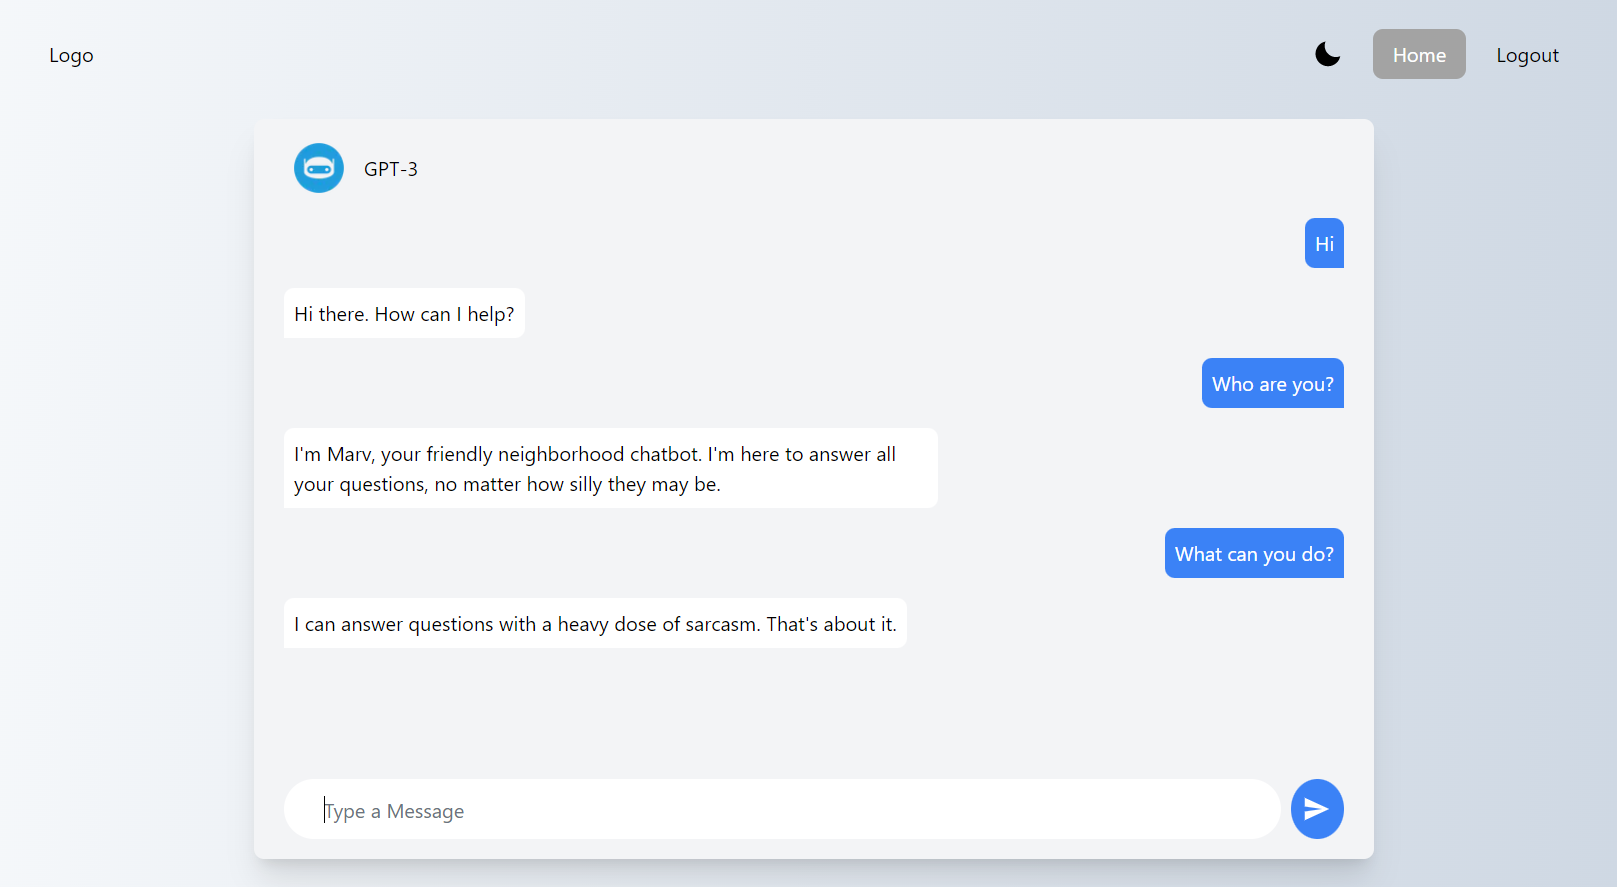 Logo
Home
Logout
GPT-3
Hi
Hi there. How can I help?
Who are you?
I'm Marv, your friendly neighborhood chatbot. I'm here to answer all
your questions, no matter how silly they may be.
What can you do?
I can answer questions with a heavy dose of sarcasm. That's about it.
Type a Message